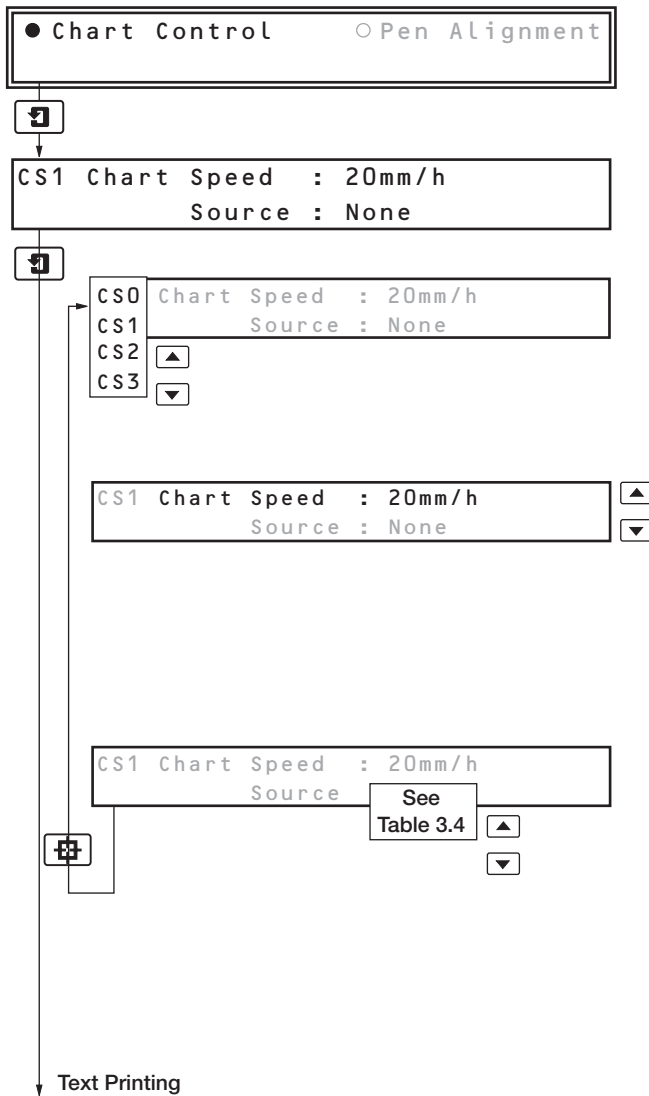 ● Chart Control ○ Pen Alignment
CS1 Chart Speed : 20mm/h
Source : None
CS0 Chart Speed : 20mm/h
CS1 Source : None
CS2
CS3
CS1 Chart Speed : 20mm/h
Source : None
CS1 Chart Speed : 20mm/h
Source See
Table 3.4
Text Printing